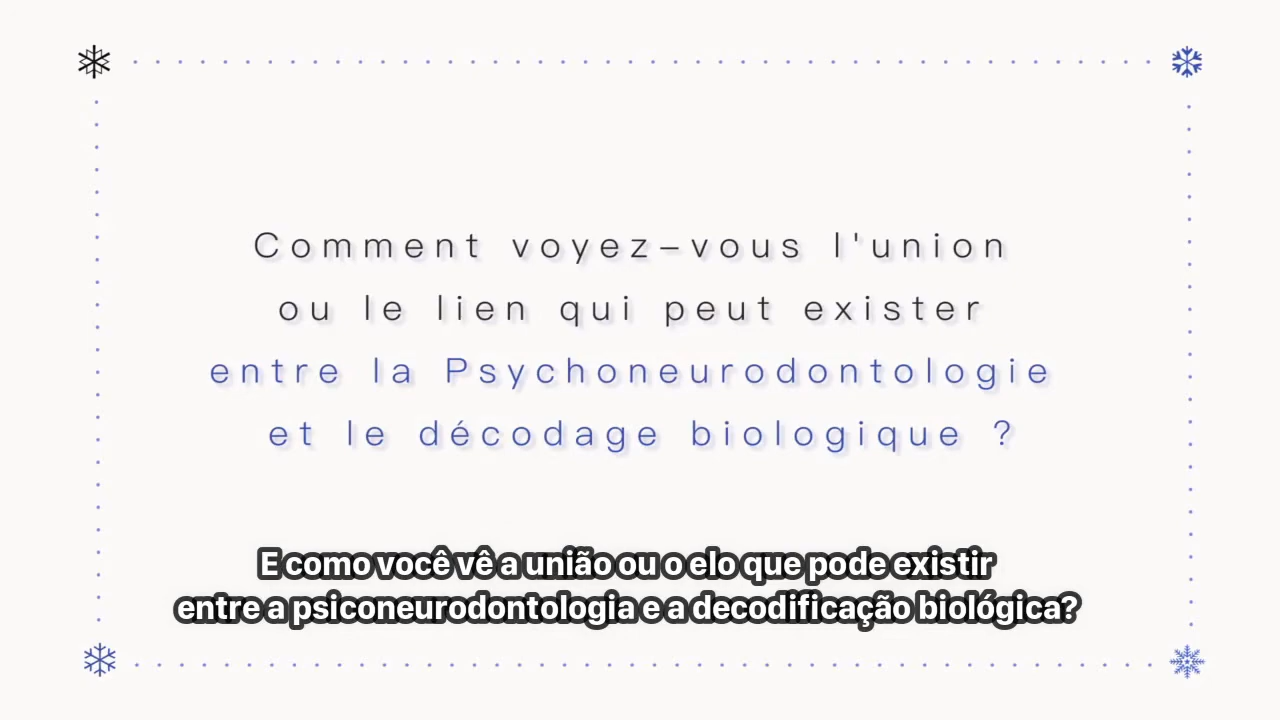 Comment voyez-vous l'union
ou le lien qui peut exister
entre la Psychoneurodontologie
et le décodage biologique ?
E como você vê a união ou o elo que pode existir
entre a psiconeurodontologia e a decodificação biológica?